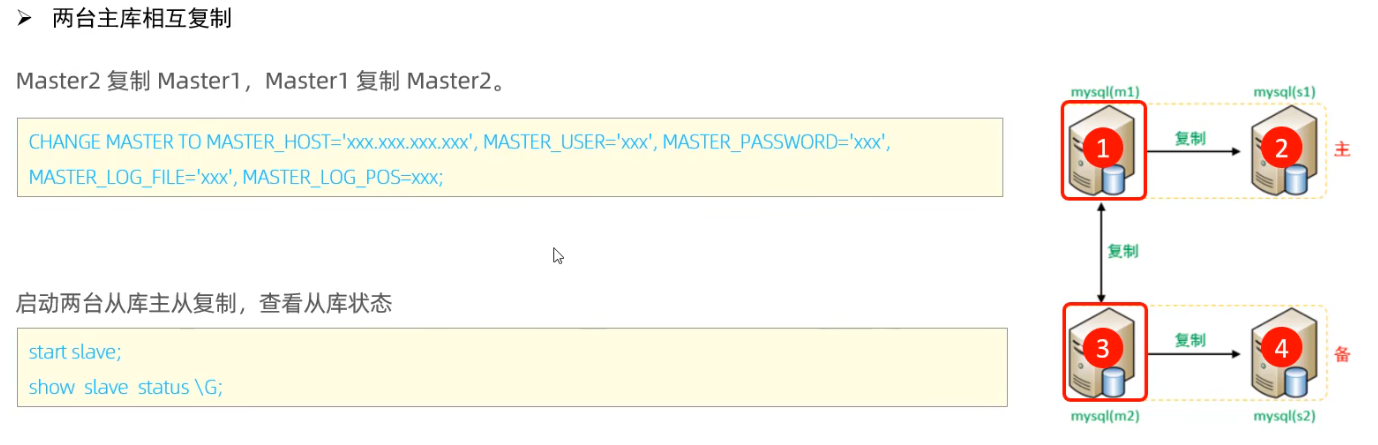 ➢ 两台主库相互复制
Master2 复制 Master1，Master1 复制 Master2。
CHANGE MASTER TO MASTER_HOST='xxx.xxx.xxx.xxx', MASTER_USER='xxx', MASTER_PASSWORD='xxx',
MASTER_LOG_FILE='xxx', MASTER_LOG_POS=xxx;
启动两台从库主从复制，查看从库状态
start slave;
show slave status \G;
mysql(m1) mysql(s1)
1 复制 2 主
复制
3 复制 4 备
mysql(m2) mysql(s2)